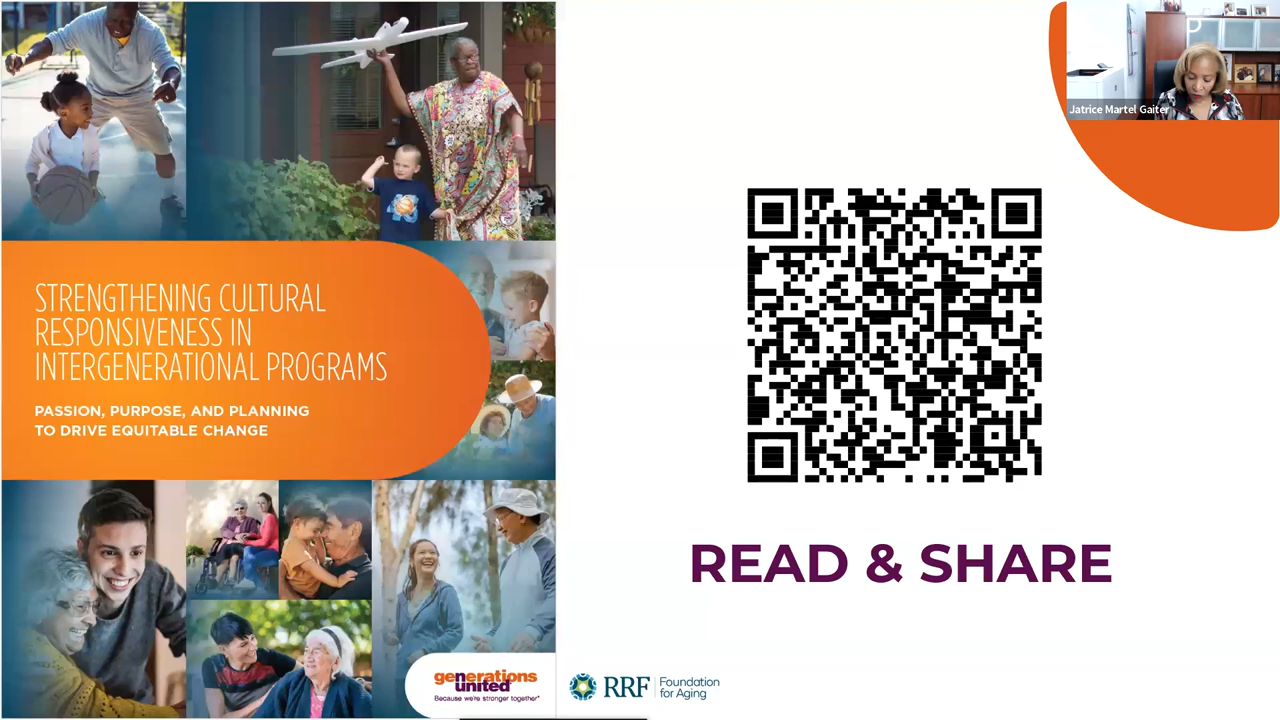 Jatrice Martel Gaiter
STRENGTHENING CULTURAL
RESPONSIVENESS IN
INTERGENERATIONAL PROGRAMS
PASSION, PURPOSE, AND PLANNING
TO DRIVE EQUITABLE CHANGE
READ & SHARE
generations
united
Because we're stronger together®
RRF
Foundation
for Aging